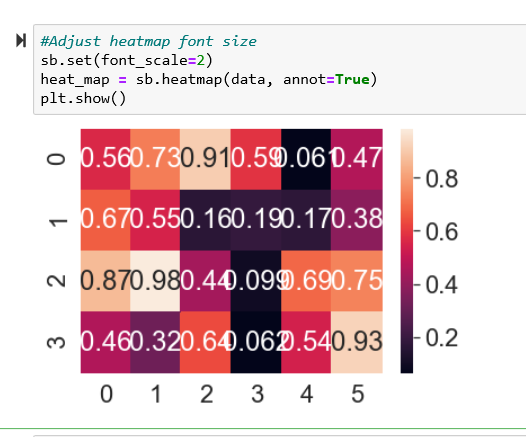 #Adjust heatmap font size
sb.set(font_scale=2)
heat_map = sb.heatmap(data, annot=True)
plt.show()
0 0.56 0.73 0.91 0.59 0.061 0.47
0.8
1 0.67 0.55 0.16 0.19 0.17 0.38
0.6
2 0.87 0.98 0.44 0.099 0.69 0.75
0.4
3 0.46 0.32 0.64 0.062 0.54 0.93
0.2
0 1 2 3 4 5